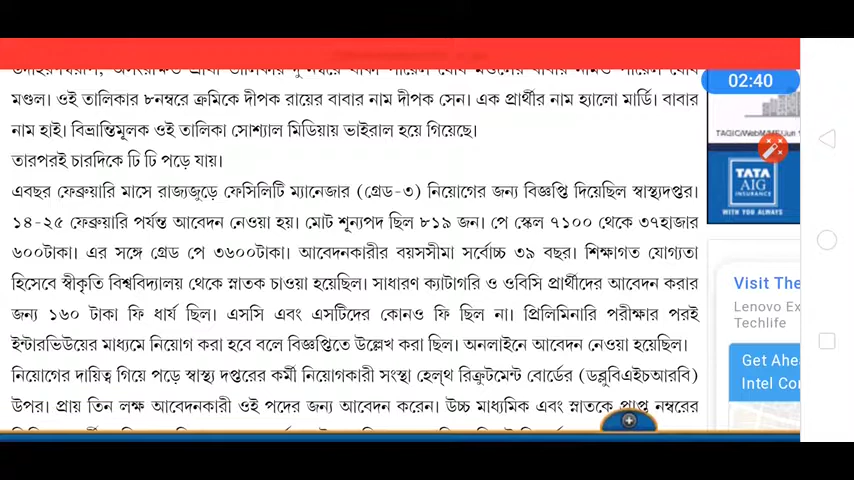 মণ্ডল। ওই তালিকার ৮নম্বরে ক্রমিকে দীপক রায়ের বাবার নাম দীপক সেন। এক প্রার্থীর নাম হ্যালো মার্ডি। বাবার
নাম হাই। বিভ্রান্তিমূলক ওই তালিকা সোশ্যাল মিডিয়ায় ভাইরাল হয়ে গিয়েছে।
তারপরই চারদিকে ঢি ঢি পড়ে যায়।
এবছর ফেব্রুয়ারি মাসে রাজ্যজুড়ে ফেসিলিটি ম্যানেজার (গ্রেড-৩) নিয়োগের জন্য বিজ্ঞপ্তি দিয়েছিল স্বাস্থ্যদপ্তর।
১৪-২৫ ফেব্রুয়ারি পর্যন্ত আবেদন নেওয়া হয়। মোট শূন্যপদ ছিল ৮১৯ জন। পে স্কেল ৭১০০ থেকে ৩৭হাজার
৬০০টাকা। এর সঙ্গে গ্রেড পে ৩৬০০টাকা। আবেদনকারীর বয়সসীমা সর্বোচ্চ ৩৯ বছর। শিক্ষাগত যোগ্যতা
হিসেবে স্বীকৃতি বিশ্ববিদ্যালয় থেকে স্নাতক চাওয়া হয়েছিল। সাধারণ ক্যাটাগরি ও ওবিসি প্রার্থীদের আবেদন করার
জন্য ১৬০ টাকা ফি ধার্য ছিল। এসসি এবং এসটিদের কোনও ফি ছিল না। প্রিলিমিনারি পরীক্ষার পরই
ইন্টারভিউয়ের মাধ্যমে নিয়োগ করা হবে বলে বিজ্ঞপ্তিতে উল্লেখ করা ছিল। অনলাইনে আবেদন নেওয়া হয়েছিল।
নিয়োগের দায়িত্ব গিয়ে পড়ে স্বাস্থ্য দপ্তরের কর্মী নিয়োগকারী সংস্থা হেল্‌থ রিক্রুটমেন্ট বোর্ডের (ডব্লুবিএইচআরবি)
উপর। প্রায় তিন লক্ষ আবেদনকারী ওই পদের জন্য আবেদন করেন। উচ্চ মাধ্যমিক এবং স্নাতকে প্রাপ্ত নম্বরের
02:40
TATA
AIG
INSURANCE
WITH YOU ALWAYS
Visit The
Lenovo Ex
Techlife
Get Ahe
Intel Co